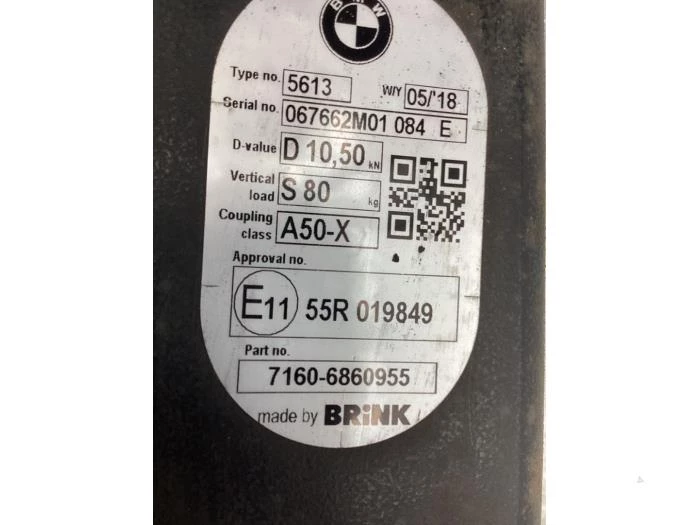 BMW
Type no. 5613 W/Y 05/'18
Serial no. 067662M01 084 E
D-value D 10,50 kN
Vertical load S 80 kg
Coupling class A50-X
Approval no.
E11 55R 019849
Part no.
7160-6860955
made by BRiNK